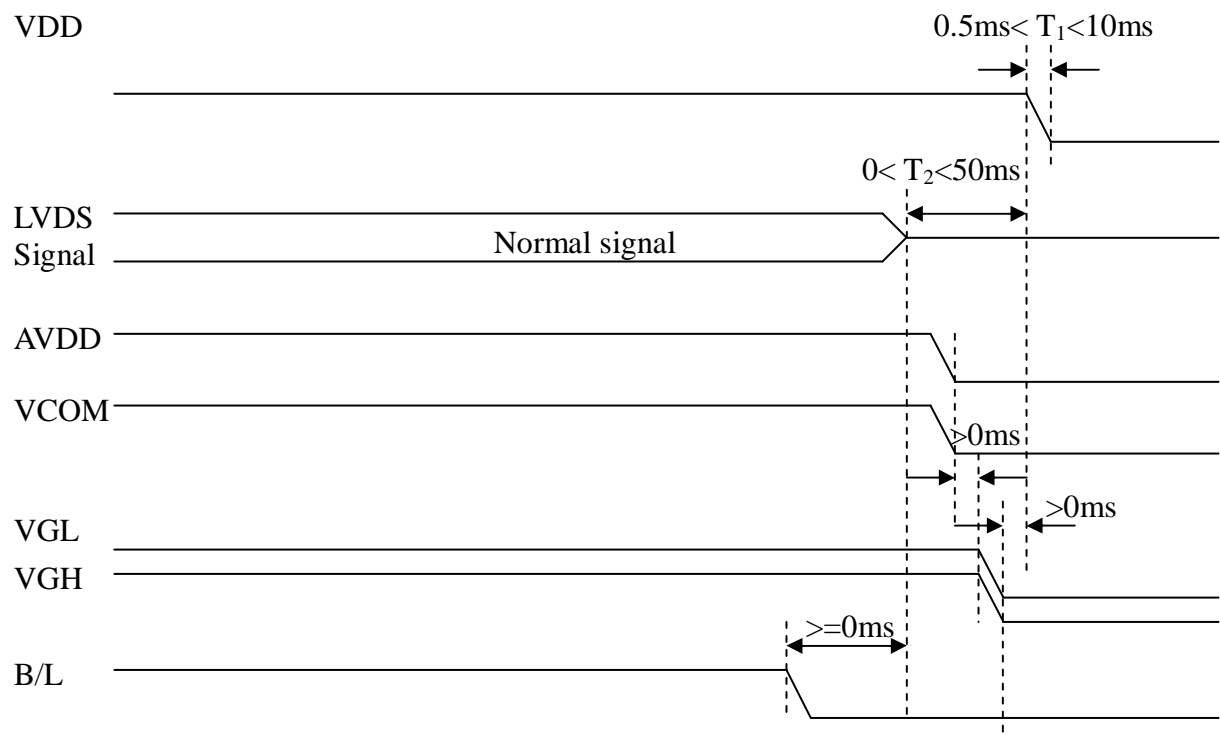 VDD
0.5ms< T₁<10ms
0< T₂<50ms
LVDS
Signal
Normal signal
AVDD
VCOM
>0ms
>0ms
VGL
VGH
>=0ms
B/L